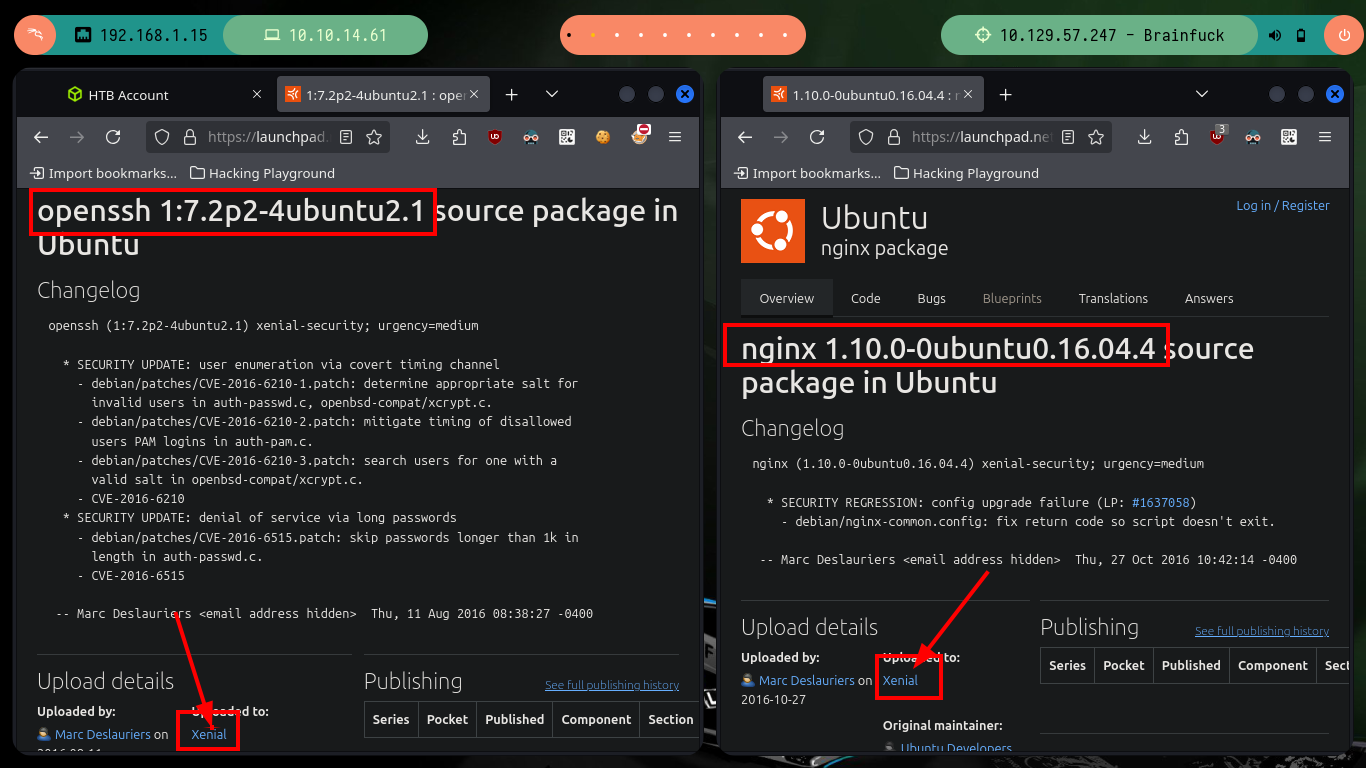 192.168.1.15
10.10.14.61
10.129.57.247 - Brainfuck
HTB Account
1:7.2p2-4ubuntu2.1 : ope
https://launchpad.
Import bookmarks...
Hacking Playground
openssh 1:7.2p2-4ubuntu2.1 source package in
Ubuntu
Changelog
openssh (1:7.2p2-4ubuntu2.1) xenial-security; urgency=medium
* SECURITY UPDATE: user enumeration via covert timing channel
- debian/patches/CVE-2016-6210-1.patch: determine appropriate salt for
invalid users in auth-passwd.c, openbsd-compat/xcrypt.c.
- debian/patches/CVE-2016-6210-2.patch: mitigate timing of disallowed
users PAM logins in auth-pam.c.
- debian/patches/CVE-2016-6210-3.patch: search users for one with a
valid salt in openbsd-compat/xcrypt.c.
- CVE-2016-6210
* SECURITY UPDATE: denial of service via long passwords
- debian/patches/CVE-2016-6515.patch: skip passwords longer than 1k in
length in auth-passwd.c.
- CVE-2016-6515
-- Marc Deslauriers <email address hidden>  Thu, 11 Aug 2016 08:38:27 -0400
Upload details
Uploaded by:
Marc Deslauriers on
2016-08-11
Uploaded to:
Xenial
Publishing
See full publishing history
Series Pocket Published Component Section
1.10.0-0ubuntu0.16.04.4 :
https://launchpad.ne
3
Import bookmarks...
Hacking Playground
Ubuntu
nginx package
Log in / Register
Overview Code Bugs Blueprints Translations Answers
nginx 1.10.0-0ubuntu0.16.04.4 source
package in Ubuntu
Changelog
nginx (1.10.0-0ubuntu0.16.04.4) xenial-security; urgency=medium
* SECURITY REGRESSION: config upgrade failure (LP: #1637058)
- debian/nginx-common.config: fix return code so script doesn't exit.
-- Marc Deslauriers <email address hidden>  Thu, 27 Oct 2016 10:42:14 -0400
Upload details
Uploaded by:
Marc Deslauriers on
2016-10-27
Uploaded to:
Xenial
Original maintainer:
Ubuntu Developers
Publishing
See full publishing history
Series Pocket Published Component Sect